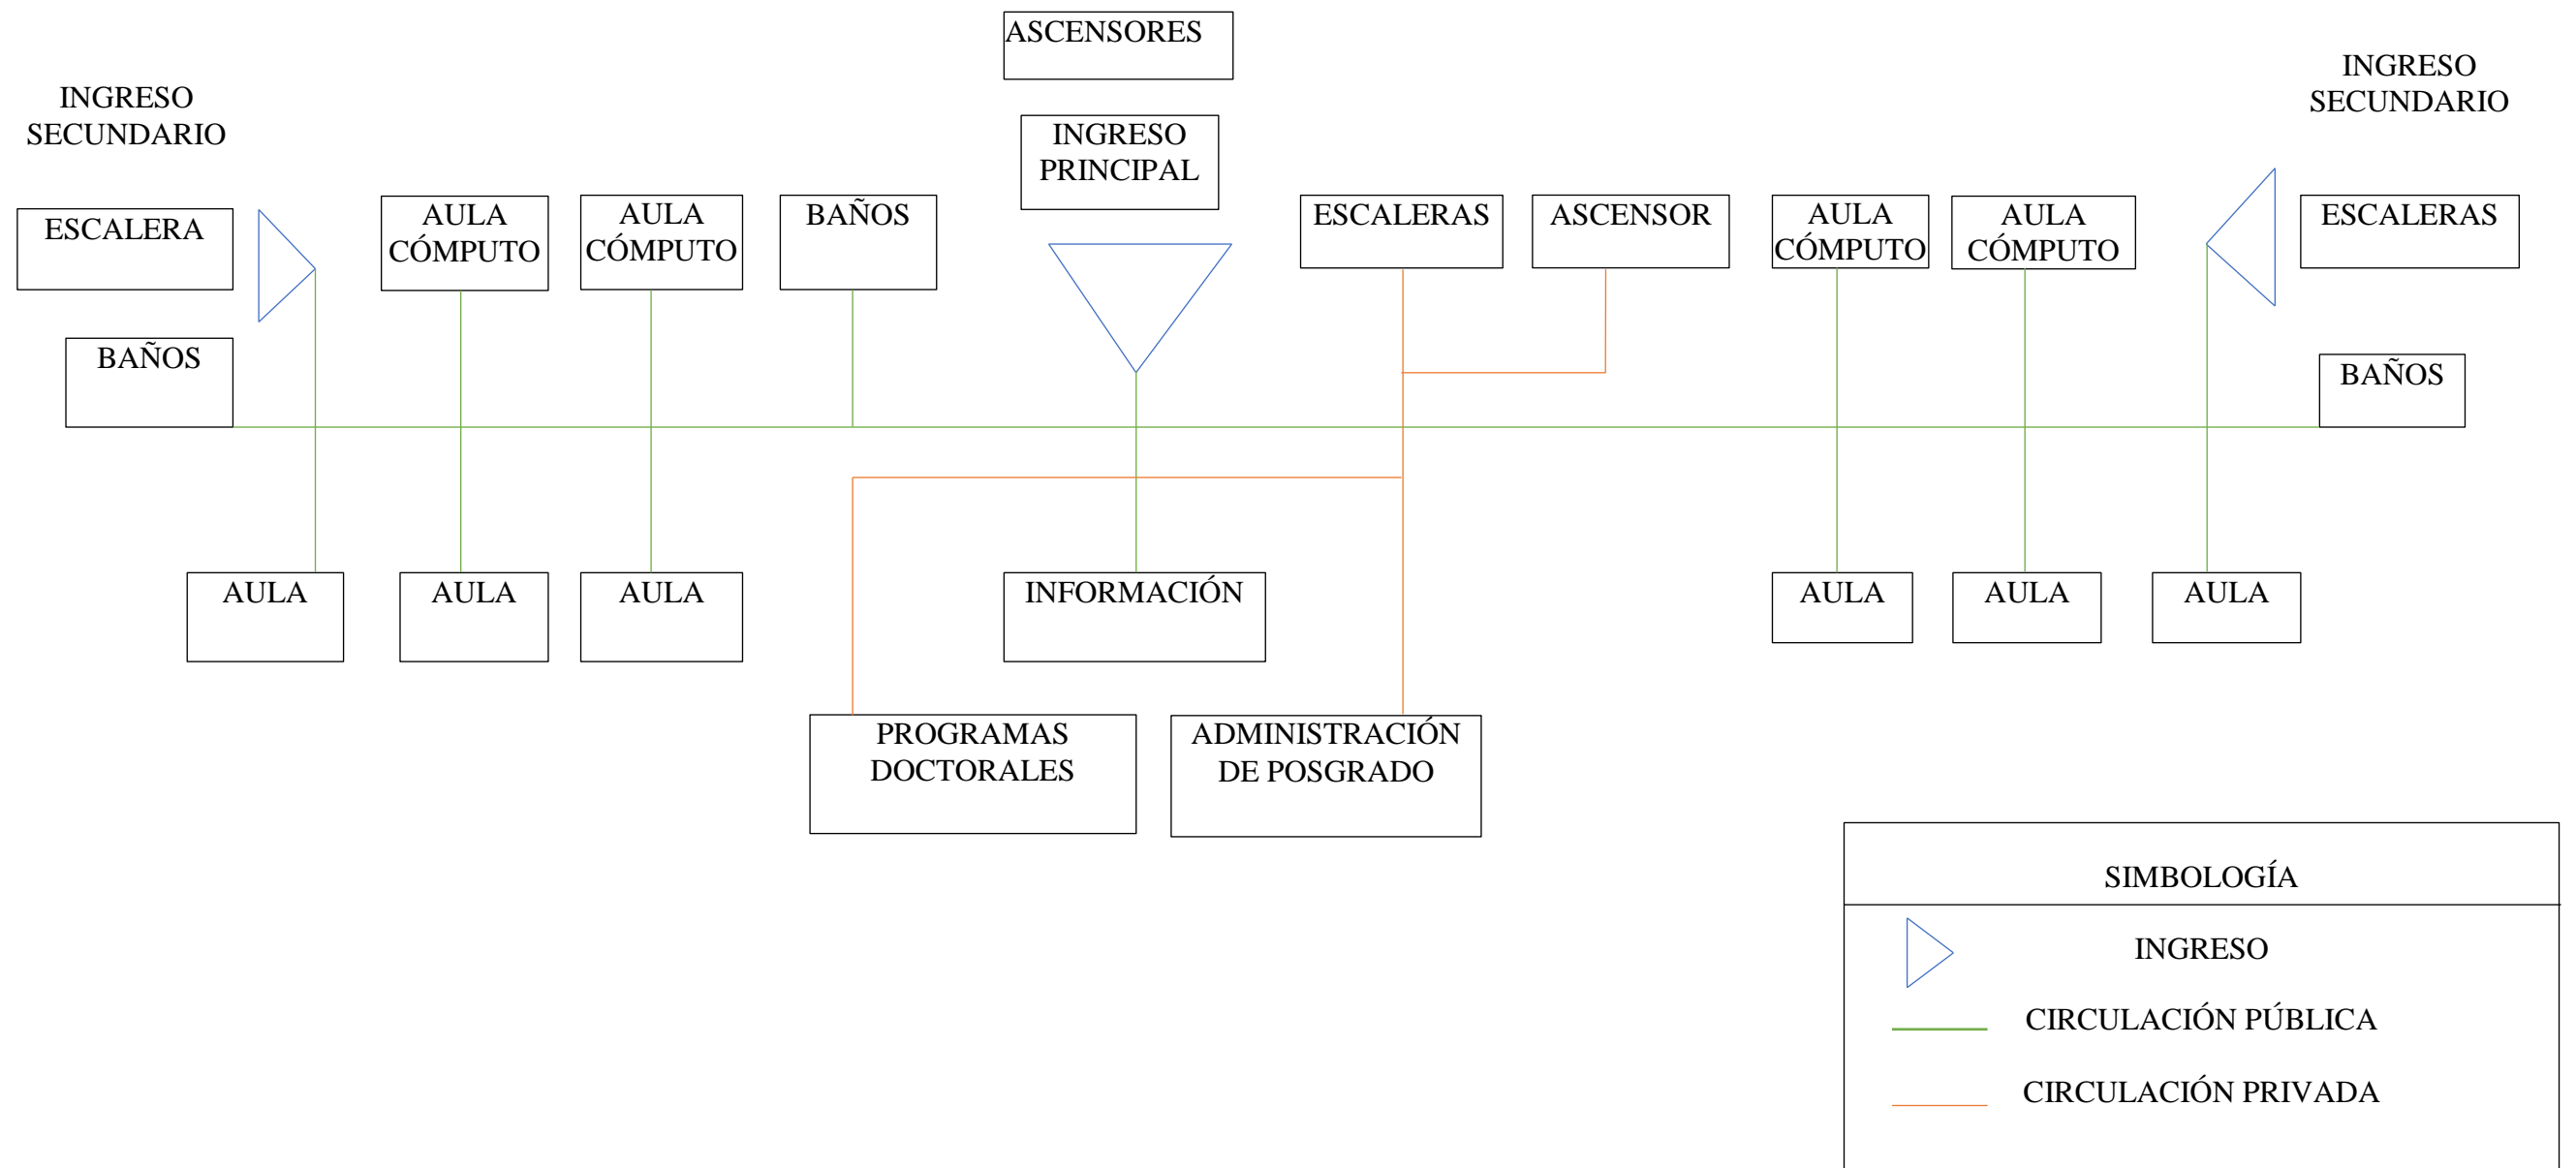 ASCENSORES
INGRESO
SECUNDARIO
INGRESO
PRINCIPAL
INGRESO
SECUNDARIO
ESCALERA
AULA
CÓMPUTO
AULA
CÓMPUTO
BAÑOS
ESCALERAS
ASCENSOR
AULA
CÓMPUTO
AULA
CÓMPUTO
ESCALERAS
BAÑOS
BAÑOS
AULA
AULA
AULA
INFORMACIÓN
AULA
AULA
AULA
PROGRAMAS
DOCTORALES
ADMINISTRACIÓN
DE POSGRADO
SIMBOLOGÍA
INGRESO
CIRCULACIÓN PÚBLICA
CIRCULACIÓN PRIVADA